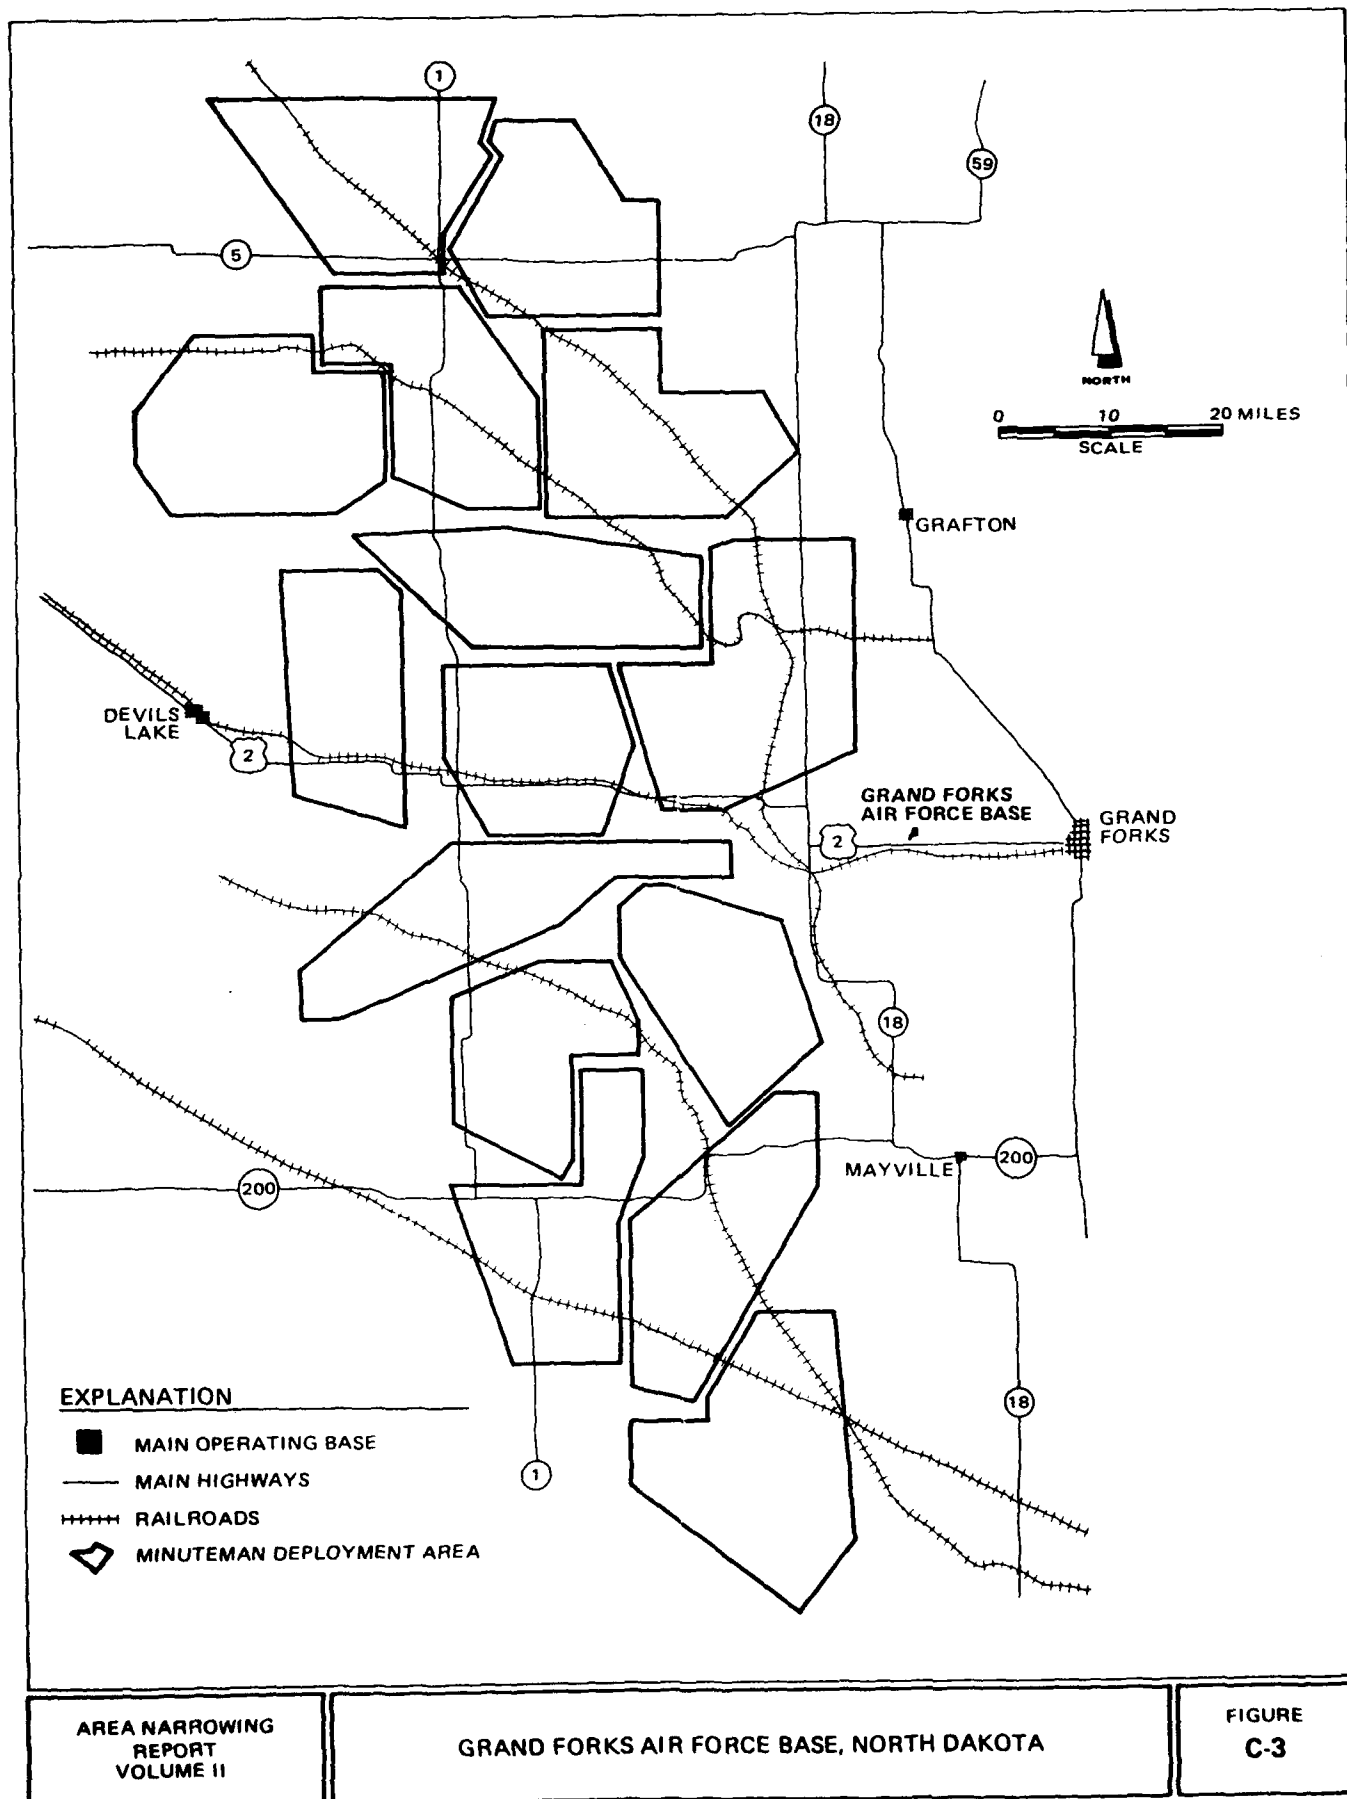 1
18
59
5
NORTH
0 10 20 MILES
SCALE
GRAFTON
DEVILS
LAKE
2
GRAND FORKS
AIR FORCE BASE
2
GRAND
FORKS
18
MAYVILLE
200
200
EXPLANATION
MAIN OPERATING BASE
MAIN HIGHWAYS
RAILROADS
MINUTEMAN DEPLOYMENT AREA
18
1
AREA NARROWING
REPORT
VOLUME II
GRAND FORKS AIR FORCE BASE, NORTH DAKOTA
FIGURE
C-3